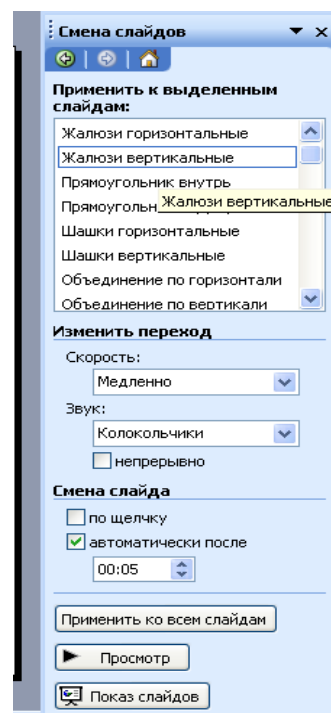 Смена слайдов
Применить к выделенным
слайдам:
Жалюзи горизонтальные
Жалюзи вертикальные
Прямоугольник внутрь
Прямоугольн
Жалюзи вертикальные
Шашки горизонтальные
Шашки вертикальные
Объединение по горизонтали
Объединение по вертикали
Изменить переход
Скорость:
Медленно
Звук:
Колокольчики
непрерывно
Смена слайда
по щелчку
автоматически после
00:05
Применить ко всем слайдам
Просмотр
Показ слайдов